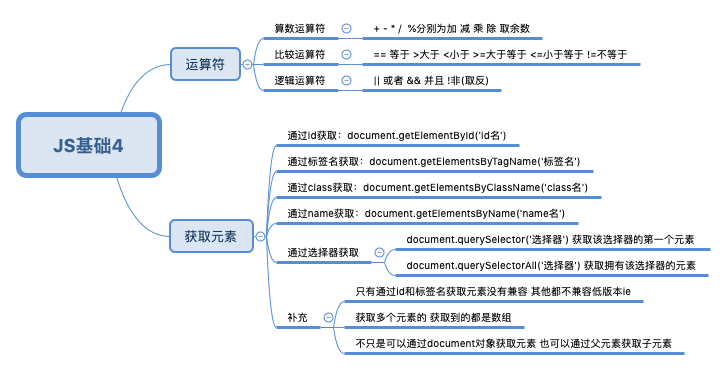 JS基础4
运算符
算数运算符
+ - * / %分别为加 减 乘 除 取余数
比较运算符
== 等于 >大于 <小于 >=大于等于 <=小于等于 !=不等于
逻辑运算符
|| 或者 && 并且 !非(取反)
获取元素
通过id获取：document.getElementById('id名')
通过标签名获取：document.getElementsByTagName('标签名')
通过class获取：document.getElementsByClassName('class名')
通过name获取：document.getElementsByName('name名')
通过选择器获取
document.querySelector('选择器') 获取该选择器的第一个元素
document.querySelectorAll('选择器') 获取拥有该选择器的元素
补充
只有通过id和标签名获取元素没有兼容 其他都不兼容低版本ie
获取多个元素的 获取到的都是数组
不只是可以通过document对象获取元素 也可以通过父元素获取子元素